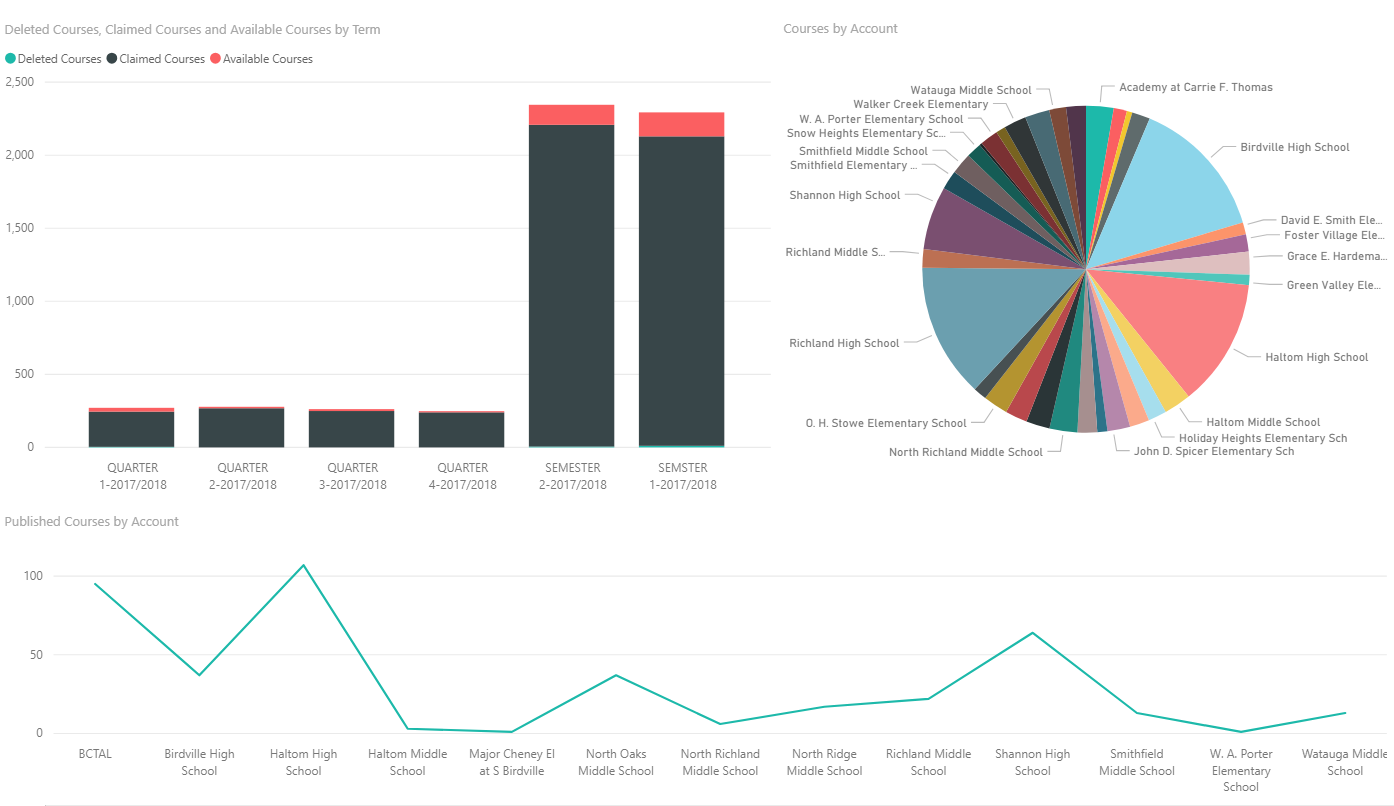 Deleted Courses, Claimed Courses and Available Courses by Term
Deleted Courses Claimed Courses Available Courses
2,500
2,000
1,500
1,000
500
0
QUARTER
1-2017/2018
QUARTER
2-2017/2018
QUARTER
3-2017/2018
QUARTER
4-2017/2018
SEMESTER
2-2017/2018
SEMSTER
1-2017/2018
Courses by Account
Academy at Carrie F. Thomas
Birdville High School
David E. Smith Ele...
Foster Village Ele...
Grace E. Hardema...
Green Valley Ele...
Haltom High School
Haltom Middle School
Holiday Heights Elementary Sch
John D. Spicer Elementary Sch
North Richland Middle School
O. H. Stowe Elementary School
Richland High School
Richland Middle S...
Shannon High School
Smithfield Elementary ...
Smithfield Middle School
Snow Heights Elementary Sc...
W. A. Porter Elementary School
Walker Creek Elementary
Watauga Middle School
Published Courses by Account
100
50
0
BCTAL
Birdville High
School
Haltom High
School
Haltom Middle
School
Major Cheney El
at S Birdville
North Oaks
Middle School
North Richland
Middle School
North Ridge
Middle School
Richland Middle
School
Shannon High
School
Smithfield
Middle School
W. A. Porter
Elementary
School
Watauga Middle
School